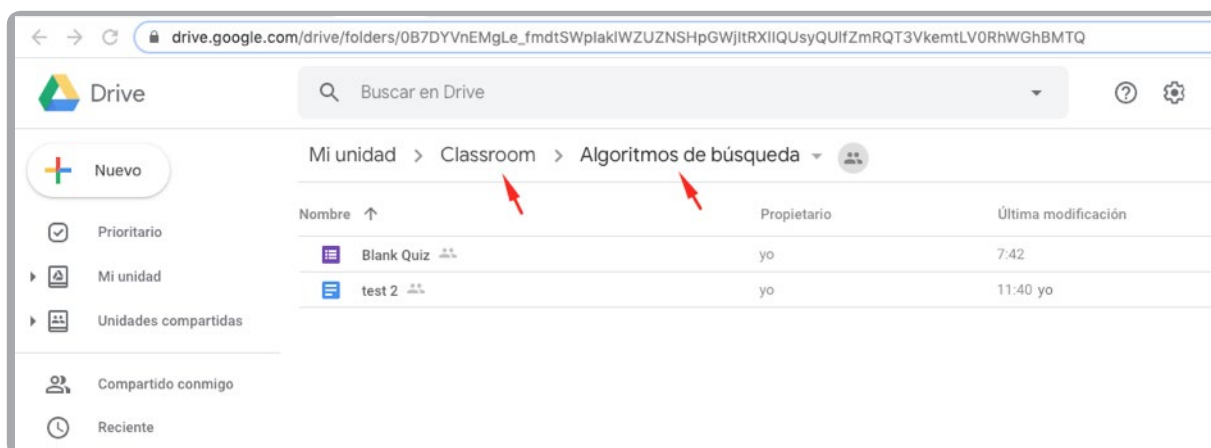 drive.google.com/drive/folders/0B7DYVnEMgLe_fmdtSWplaklWZUZNSHpGWjltRXlIQUsyQUlfZmRQT3VkemtLV0RhWGhBMTQ
Drive
Buscar en Drive
Nuevo
Mi unidad > Classroom > Algoritmos de búsqueda
Nombre Propietario Última modificación
Prioritario
Blank Quiz yo 7:42
Mi unidad
test 2 yo 11:40 yo
Unidades compartidas
Compartido conmigo
Reciente